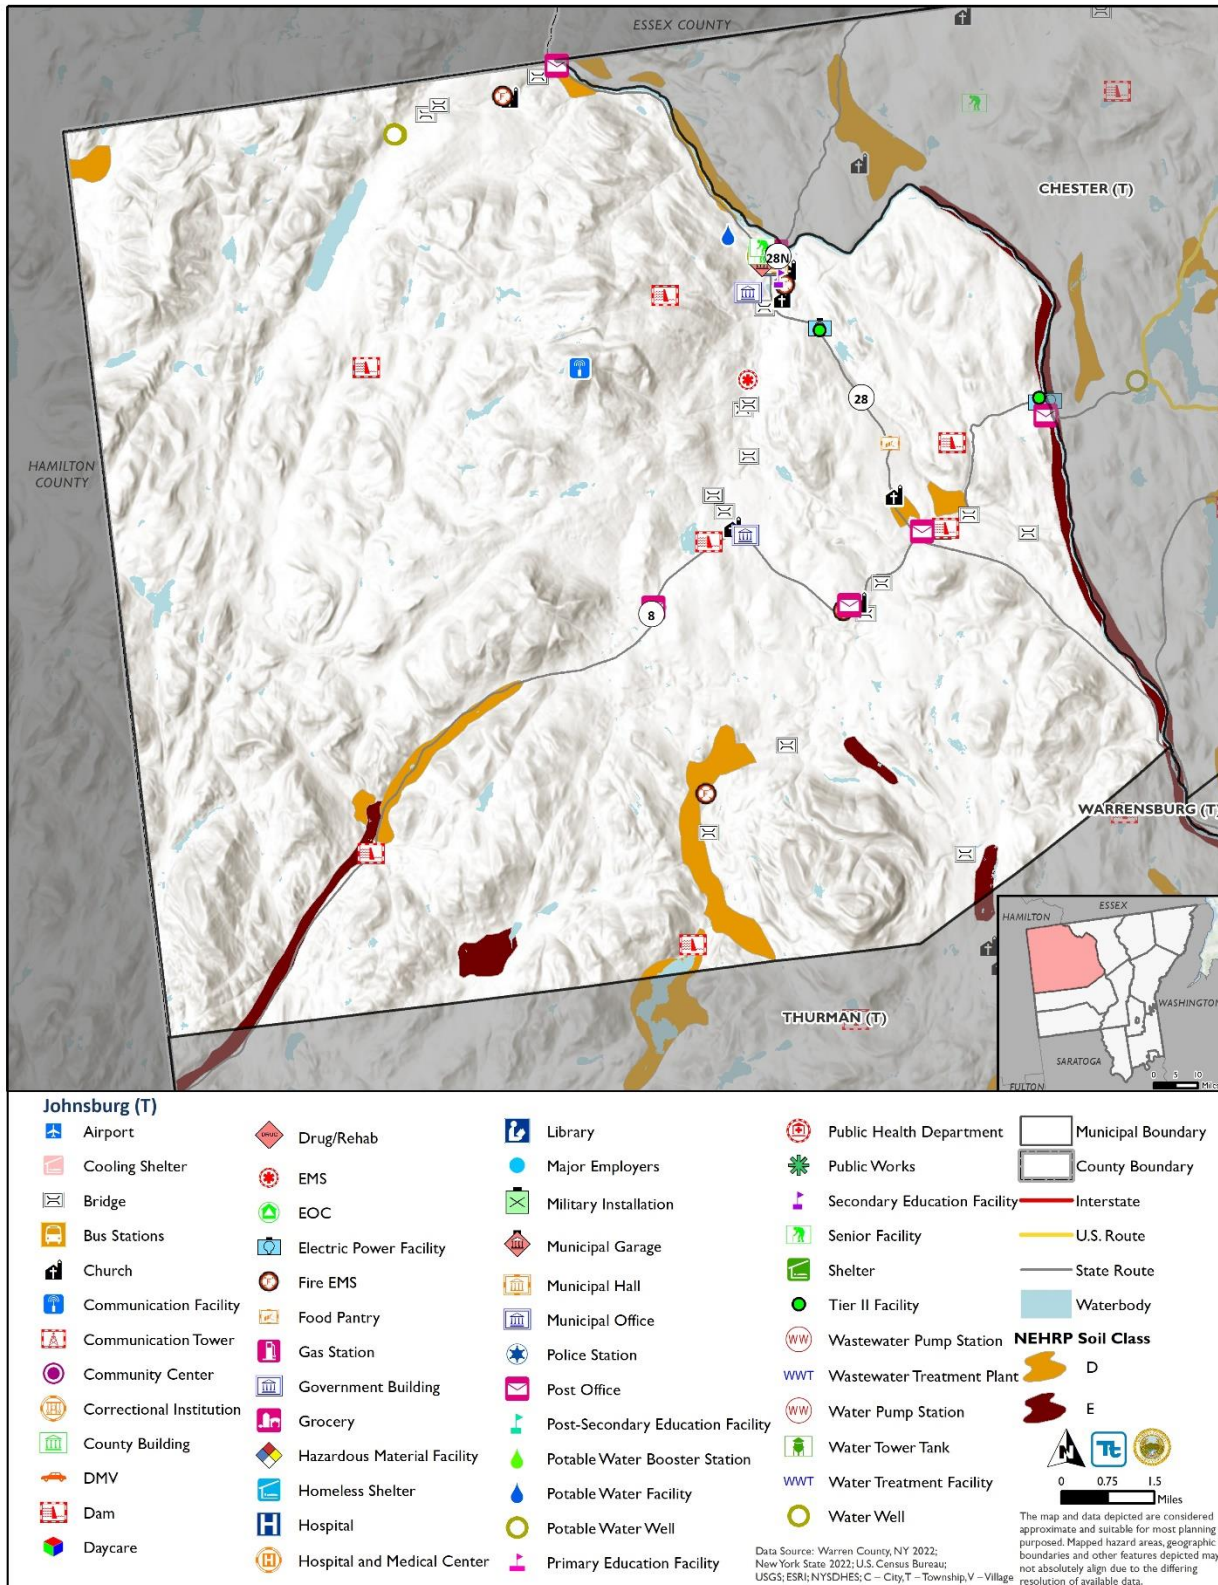 ESSEX COUNTY
CHESTER (T)
28N
28
HAMILTON
COUNTY
8
WARRENSBURG (T)
THURMAN (T)
HAMILTON
ESSEX
WASHINGTON
SARATOGA
FULTON
0 5 10
Miles
Johnsburg (T)
Airport
Cooling Shelter
Bridge
Bus Stations
Church
Communication Facility
Communication Tower
Community Center
Correctional Institution
County Building
DMV
Dam
Daycare
DRUG
Drug/Rehab
EMS
EOC
Electric Power Facility
F
Fire EMS
Food Pantry
Gas Station
Government Building
Grocery
Hazardous Material Facility
Homeless Shelter
H
Hospital
H
Hospital and Medical Center
Library
Major Employers
Military Installation
Municipal Garage
Municipal Hall
Municipal Office
Police Station
Post Office
Post-Secondary Education Facility
Potable Water Booster Station
Potable Water Facility
Potable Water Well
Primary Education Facility
Public Health Department
Public Works
Secondary Education Facility
Senior Facility
Shelter
Tier II Facility
WW
Wastewater Pump Station
WWT
Wastewater Treatment Plant
WW
Water Pump Station
Water Tower Tank
WWT
Water Treatment Facility
Water Well
Municipal Boundary
County Boundary
Interstate
U.S. Route
State Route
Waterbody
NEHRP Soil Class
D
E
N
Tt
0 0.75 1.5
Miles
The map and data depicted are considered
approximate and suitable for most planning
purposed. Mapped hazard areas, geographic
boundaries and other features depicted may
not absolutely align due to the differing
resolution of available data.
Data Source: Warren County, NY 2022;
New York State 2022; U.S. Census Bureau;
USGS; ESRI; NYSDHES; C – City, T – Township, V – Village